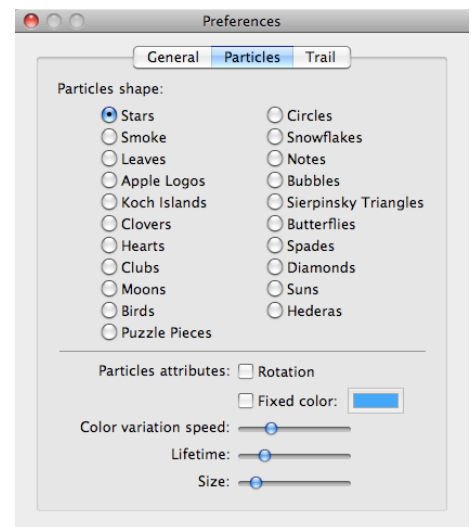 Preferences
General Particles Trail
Particles shape:
Stars Circles
Smoke Snowflakes
Leaves Notes
Apple Logos Bubbles
Koch Islands Sierpinsky Triangles
Clovers Butterflies
Hearts Spades
Clubs Diamonds
Moons Suns
Birds Hederas
Puzzle Pieces
Particles attributes: Rotation
Fixed color:
Color variation speed:
Lifetime:
Size: